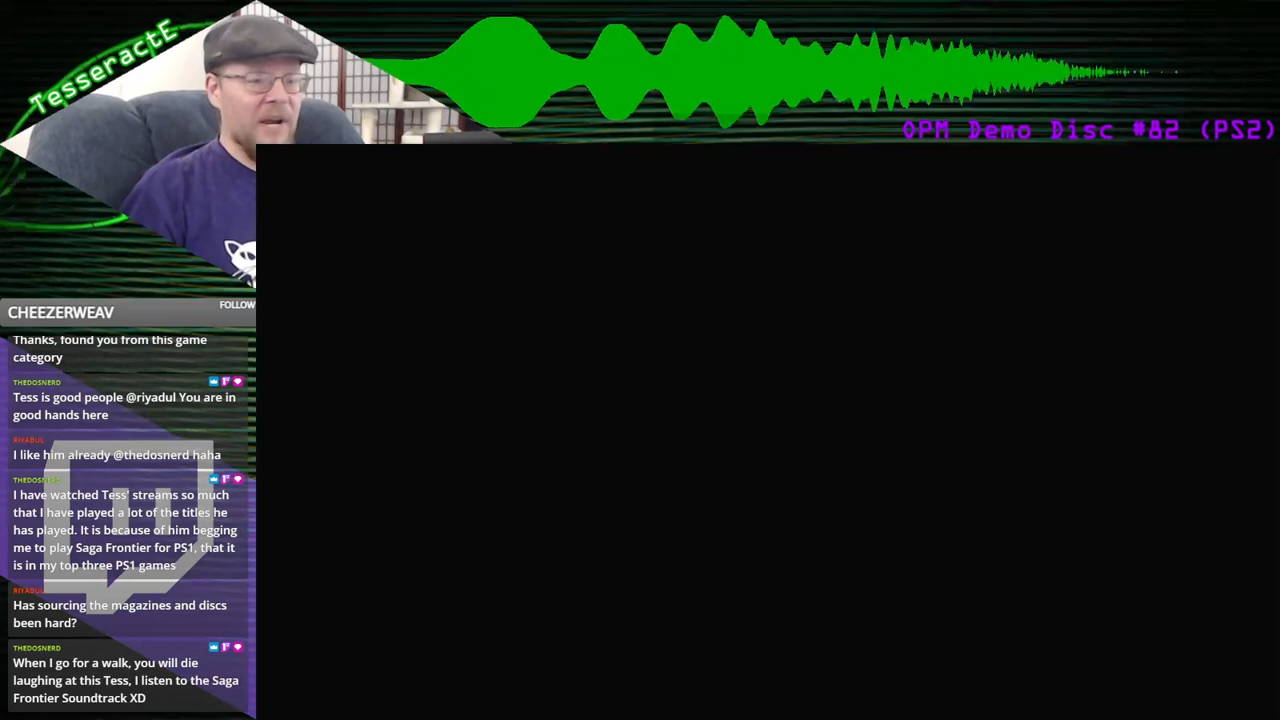 TesseractE
OPM Demo Disc #82 (PS2)
CHEEZERWEAV
FOLLOW
Thanks, found you from this game
category
THEDOSNERD
Tess is good people @riyadul You are in
good hands here
RIYADUL
I like him already @thedosnerd haha
THEDOSNERD
I have watched Tess' streams so much
that I have played a lot of the titles he
has played. It is because of him begging
me to play Saga Frontier for PS1, that it
is in my top three PS1 games
RIYADUL
Has sourcing the magazines and discs
been hard?
THEDOSNERD
When I go for a walk, you will die
laughing at this Tess, I listen to the Saga
Frontier Soundtrack XD